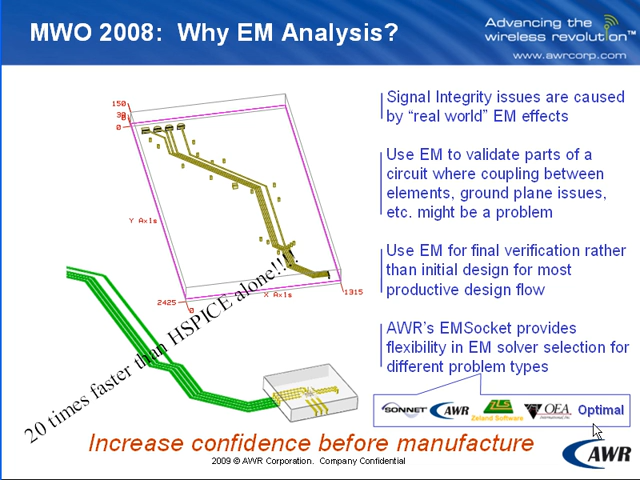 MWO 2008: Why EM Analysis?
Advancing the
wireless revolution™
www.awrcorp.com
Signal Integrity issues are caused
by “real world” EM effects
Use EM to validate parts of a
circuit where coupling between
elements, ground plane issues,
etc. might be a problem
Use EM for final verification rather
than initial design for most
productive design flow
AWR's EMSocket provides
flexibility in EM solver selection for
different problem types
150
0
Y Axis
2425
0
X Axis
1315
20 times faster than HSPICE alone!!!!
SONNET
AWR
Zeland Software
OEA
Optimal
Increase confidence before manufacture
2009 © AWR Corporation. Company Confidential
AWR